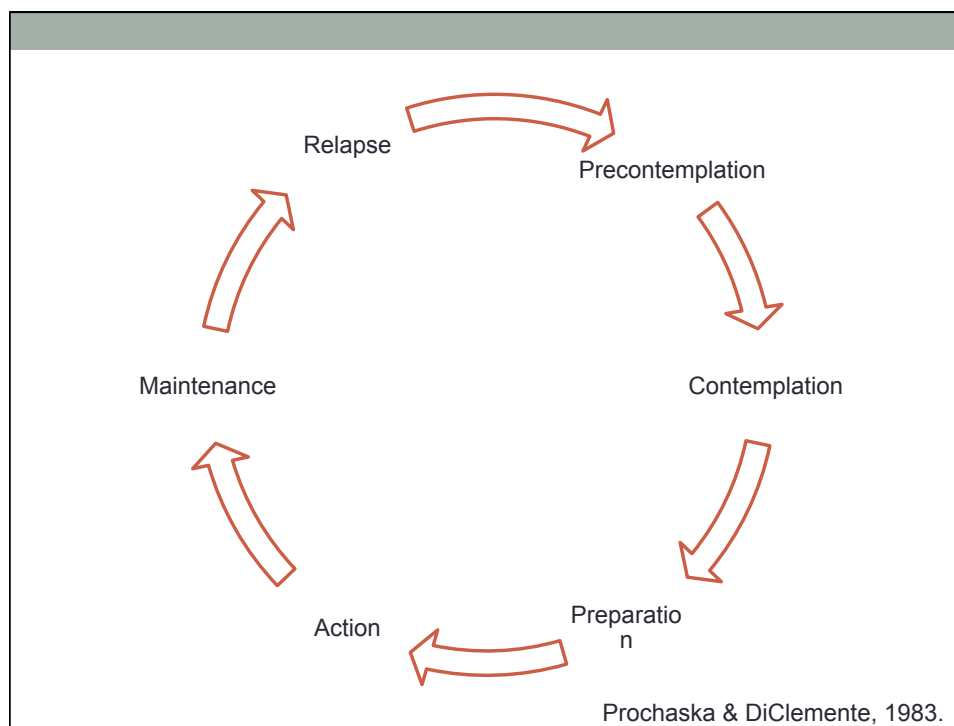 Relapse
Precontemplation
Maintenance
Contemplation
Action
Preparatio
n
Prochaska & DiClemente, 1983.